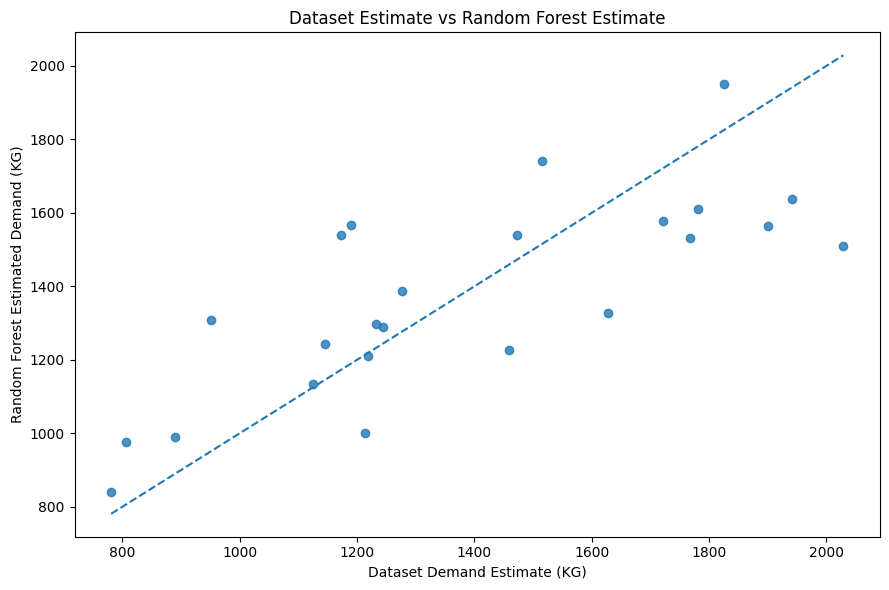 Dataset Estimate vs Random Forest Estimate
Random Forest Estimated Demand (KG)
2000
1800
1600
1400
1200
1000
800
800 1000 1200 1400 1600 1800 2000
Dataset Demand Estimate (KG)